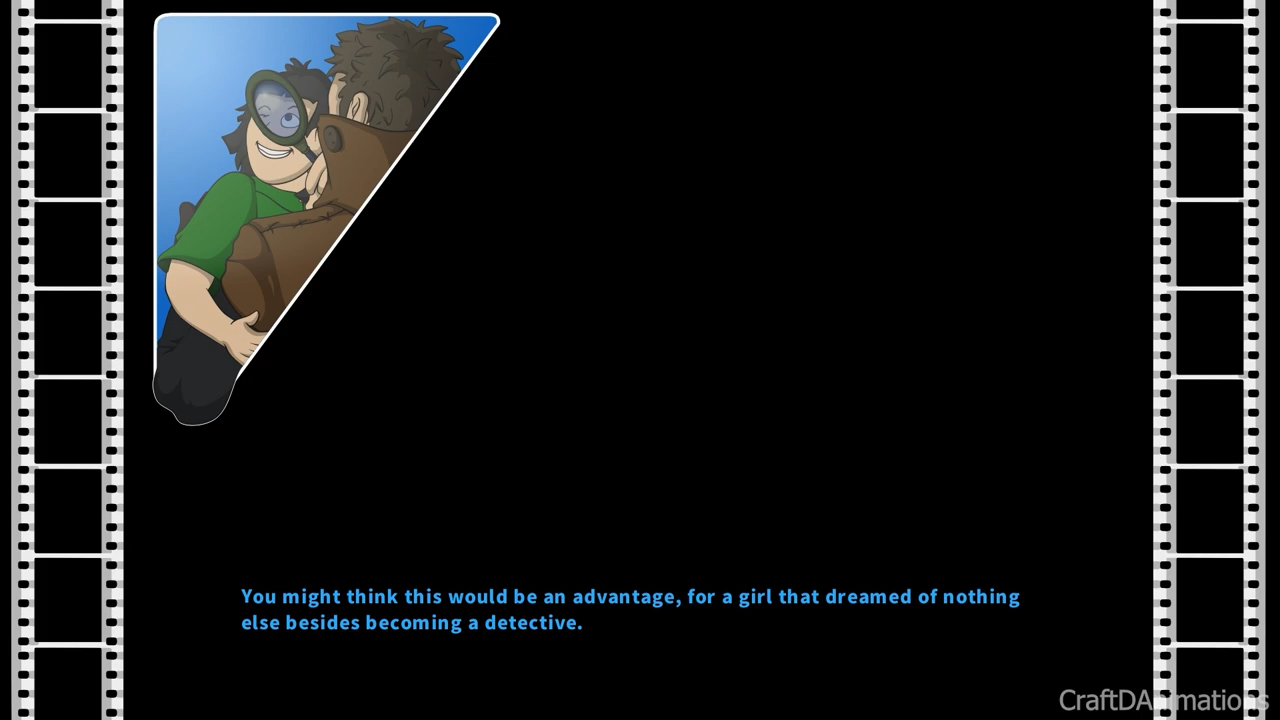 You might think this would be an advantage, for a girl that dreamed of nothing
else besides becoming a detective.
CraftDAnimations